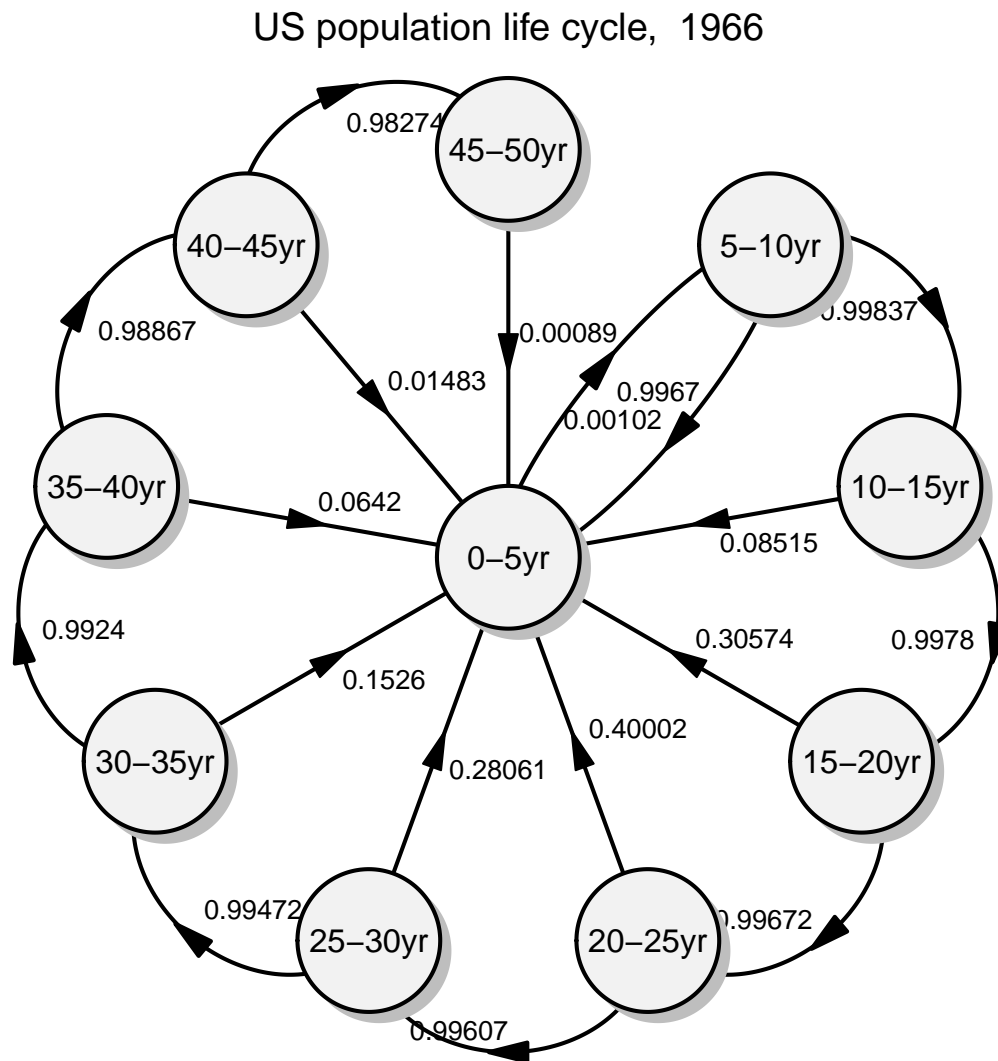 US population life cycle,  1966
0.98274
45−50yr
40−45yr
5−10yr
0.99837
0.98867
0.00089
0.01483
0.9967
0.00102
35−40yr
0.0642
10−15yr
0.08515
0−5yr
0.9924
0.30574
0.9978
0.1526
0.40002
30−35yr
0.28061
15−20yr
0.99472
25−30yr
20−25yr
0.99672
0.99607